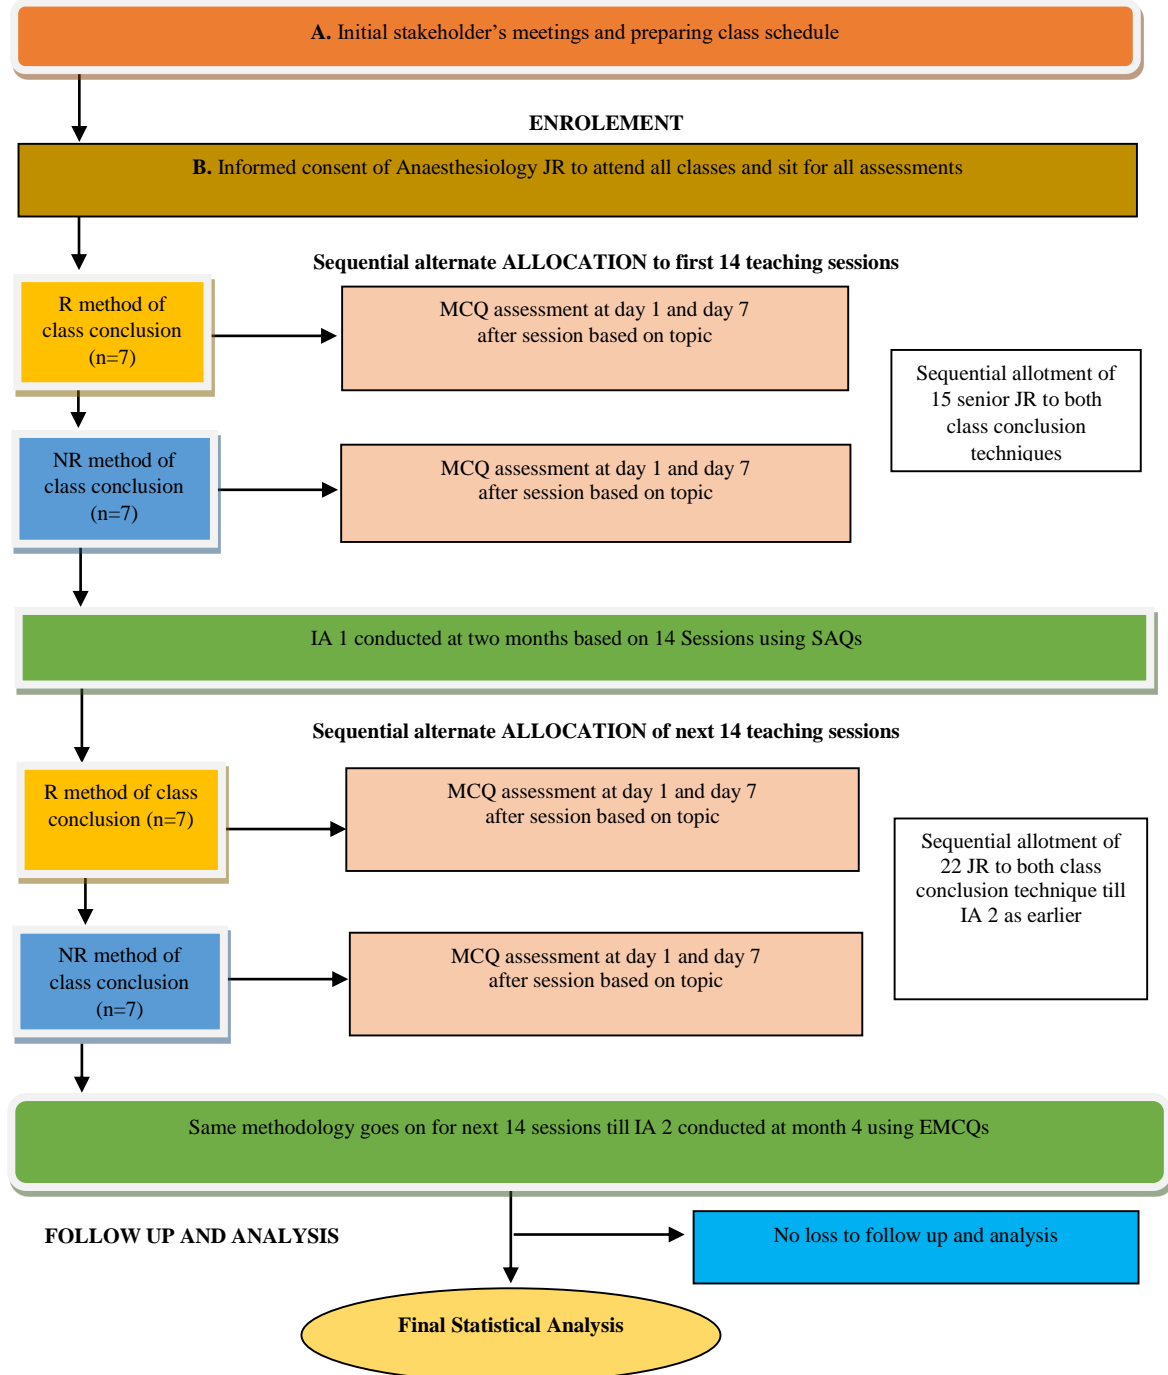 A. Initial stakeholder's meetings and preparing class schedule
ENROLEMENT
B. Informed consent of Anaesthesiology JR to attend all classes and sit for all assessments
Sequential alternate ALLOCATION to first 14 teaching sessions
R method of
class conclusion
(n=7)
MCQ assessment at day 1 and day 7
after session based on topic
Sequential allotment of
15 senior JR to both
class conclusion
techniques
NR method of
class conclusion
(n=7)
MCQ assessment at day 1 and day 7
after session based on topic
IA 1 conducted at two months based on 14 Sessions using SAQs
Sequential alternate ALLOCATION of next 14 teaching sessions
R method of class
conclusion (n=7)
MCQ assessment at day 1 and day 7
after session based on topic
Sequential allotment of
22 JR to both class
conclusion technique till
IA 2 as earlier
NR method of
class conclusion
(n=7)
MCQ assessment at day 1 and day 7
after session based on topic
Same methodology goes on for next 14 sessions till IA 2 conducted at month 4 using EMCQs
FOLLOW UP AND ANALYSIS
No loss to follow up and analysis
Final Statistical Analysis